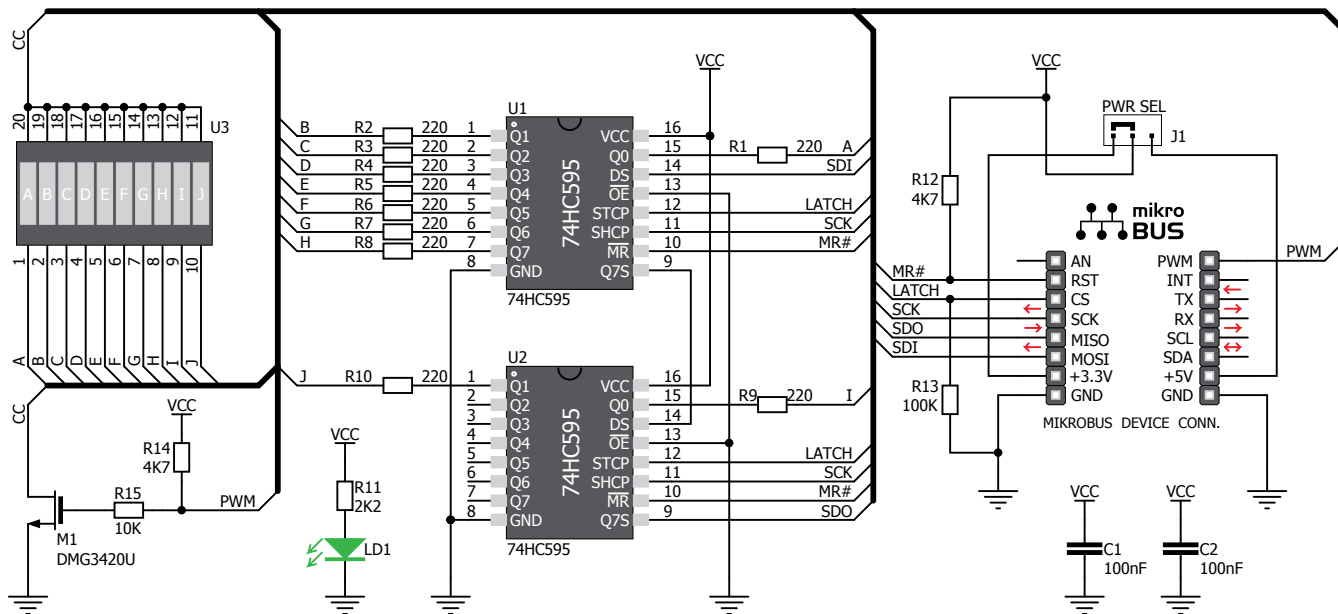 CC
20
19
18
17
16
15
14
13
12
11
U3
A B C D E F G H I J
1
2
3
4
5
6
7
8
9
10
A
B
C
D
E
F
G
H
I
J
CC
VCC
R14
4K7
R15
10K
PWM
M1
DMG3420U
VCC
R11
2K2
LD1
B R2 220 1
C R3 220 2
D R4 220 3
E R5 220 4
F R6 220 5
G R7 220 6
H R8 220 7
8
U1
Q1 VCC
Q2 Q0
Q3 DS
Q4 OE
Q5 STCP
Q6 SHCP
Q7 MR
GND Q7S
74HC595
74HC595
VCC
16
15 R1 220 A
14 SDI
13
12 LATCH
11 SCK
10 MR#
9
J R10 220 1
2
3
4
5
6
7
8
U2
Q1 VCC
Q2 Q0
Q3 DS
Q4 OE
Q5 STCP
Q6 SHCP
Q7 MR
GND Q7S
74HC595
74HC595
16
15 R9 220 I
14
13
12 LATCH
11 SCK
10 MR#
9 SDO
VCC
PWR SEL
J1
R12
4K7
mikro
BUS
MR#
LATCH
SCK
SDO
SDI
AN PWM
RST INT
CS TX
SCK RX
MISO SCL
MOSI SDA
+3.3V +5V
GND GND
PWM
R13
100K
MIKROBUS DEVICE CONN.
VCC
C1
100nF
VCC
C2
100nF